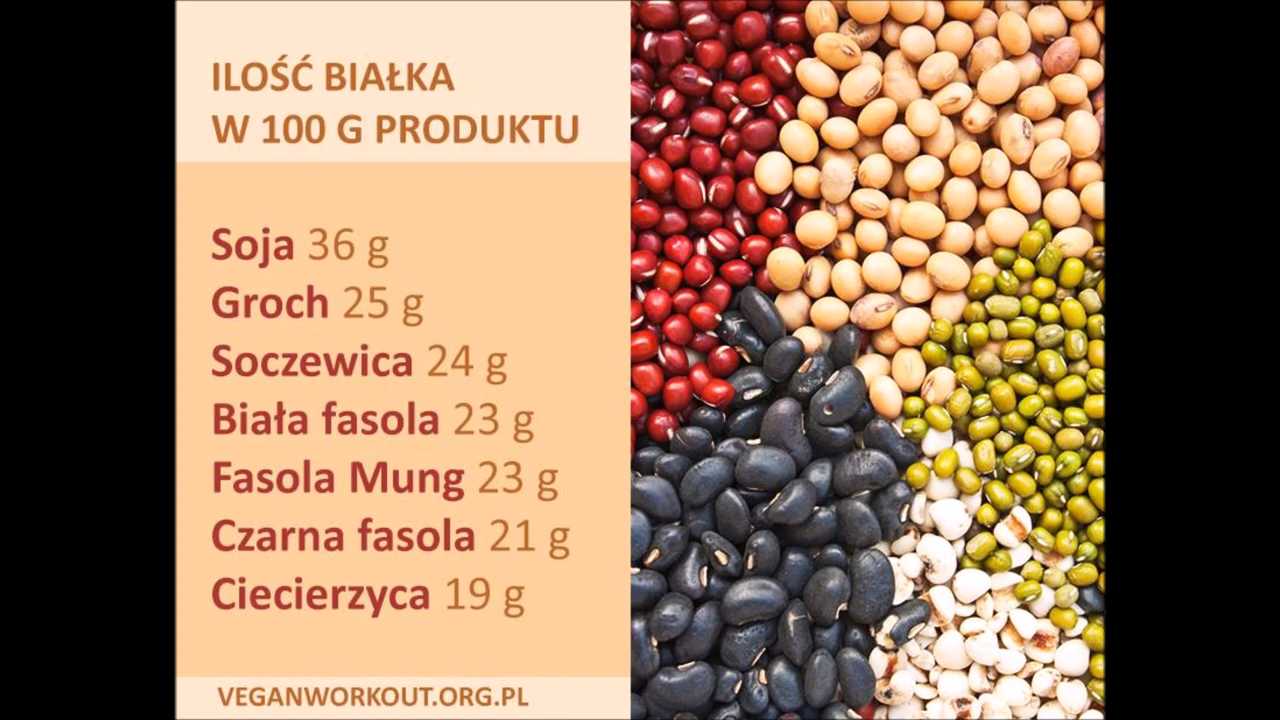 ILOŚĆ BIAŁKA
W 100 G PRODUKTU
Soja 36 g
Groch 25 g
Soczewica 24 g
Biała fasola 23 g
Fasola Mung 23 g
Czarna fasola 21 g
Ciecierzyca 19 g
VEGANWORKOUT.ORG.PL